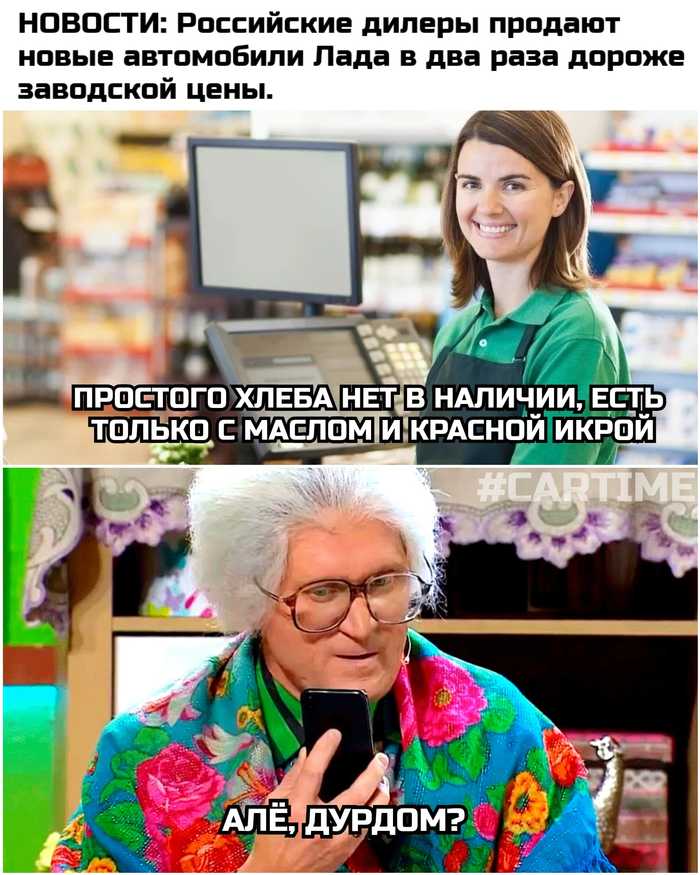 НОВОСТИ: Российские дилеры продают
новые автомобили Лада в два раза дороже
заводской цены.
ПРОСТОГО ХЛЕБА НЕТ В НАЛИЧИИ, ЕСТЬ
ТОЛЬКО С МАСЛОМ И КРАСНОЙ ИКРОЙ
#CARTIME
АЛЁ, ДУРДОМ?